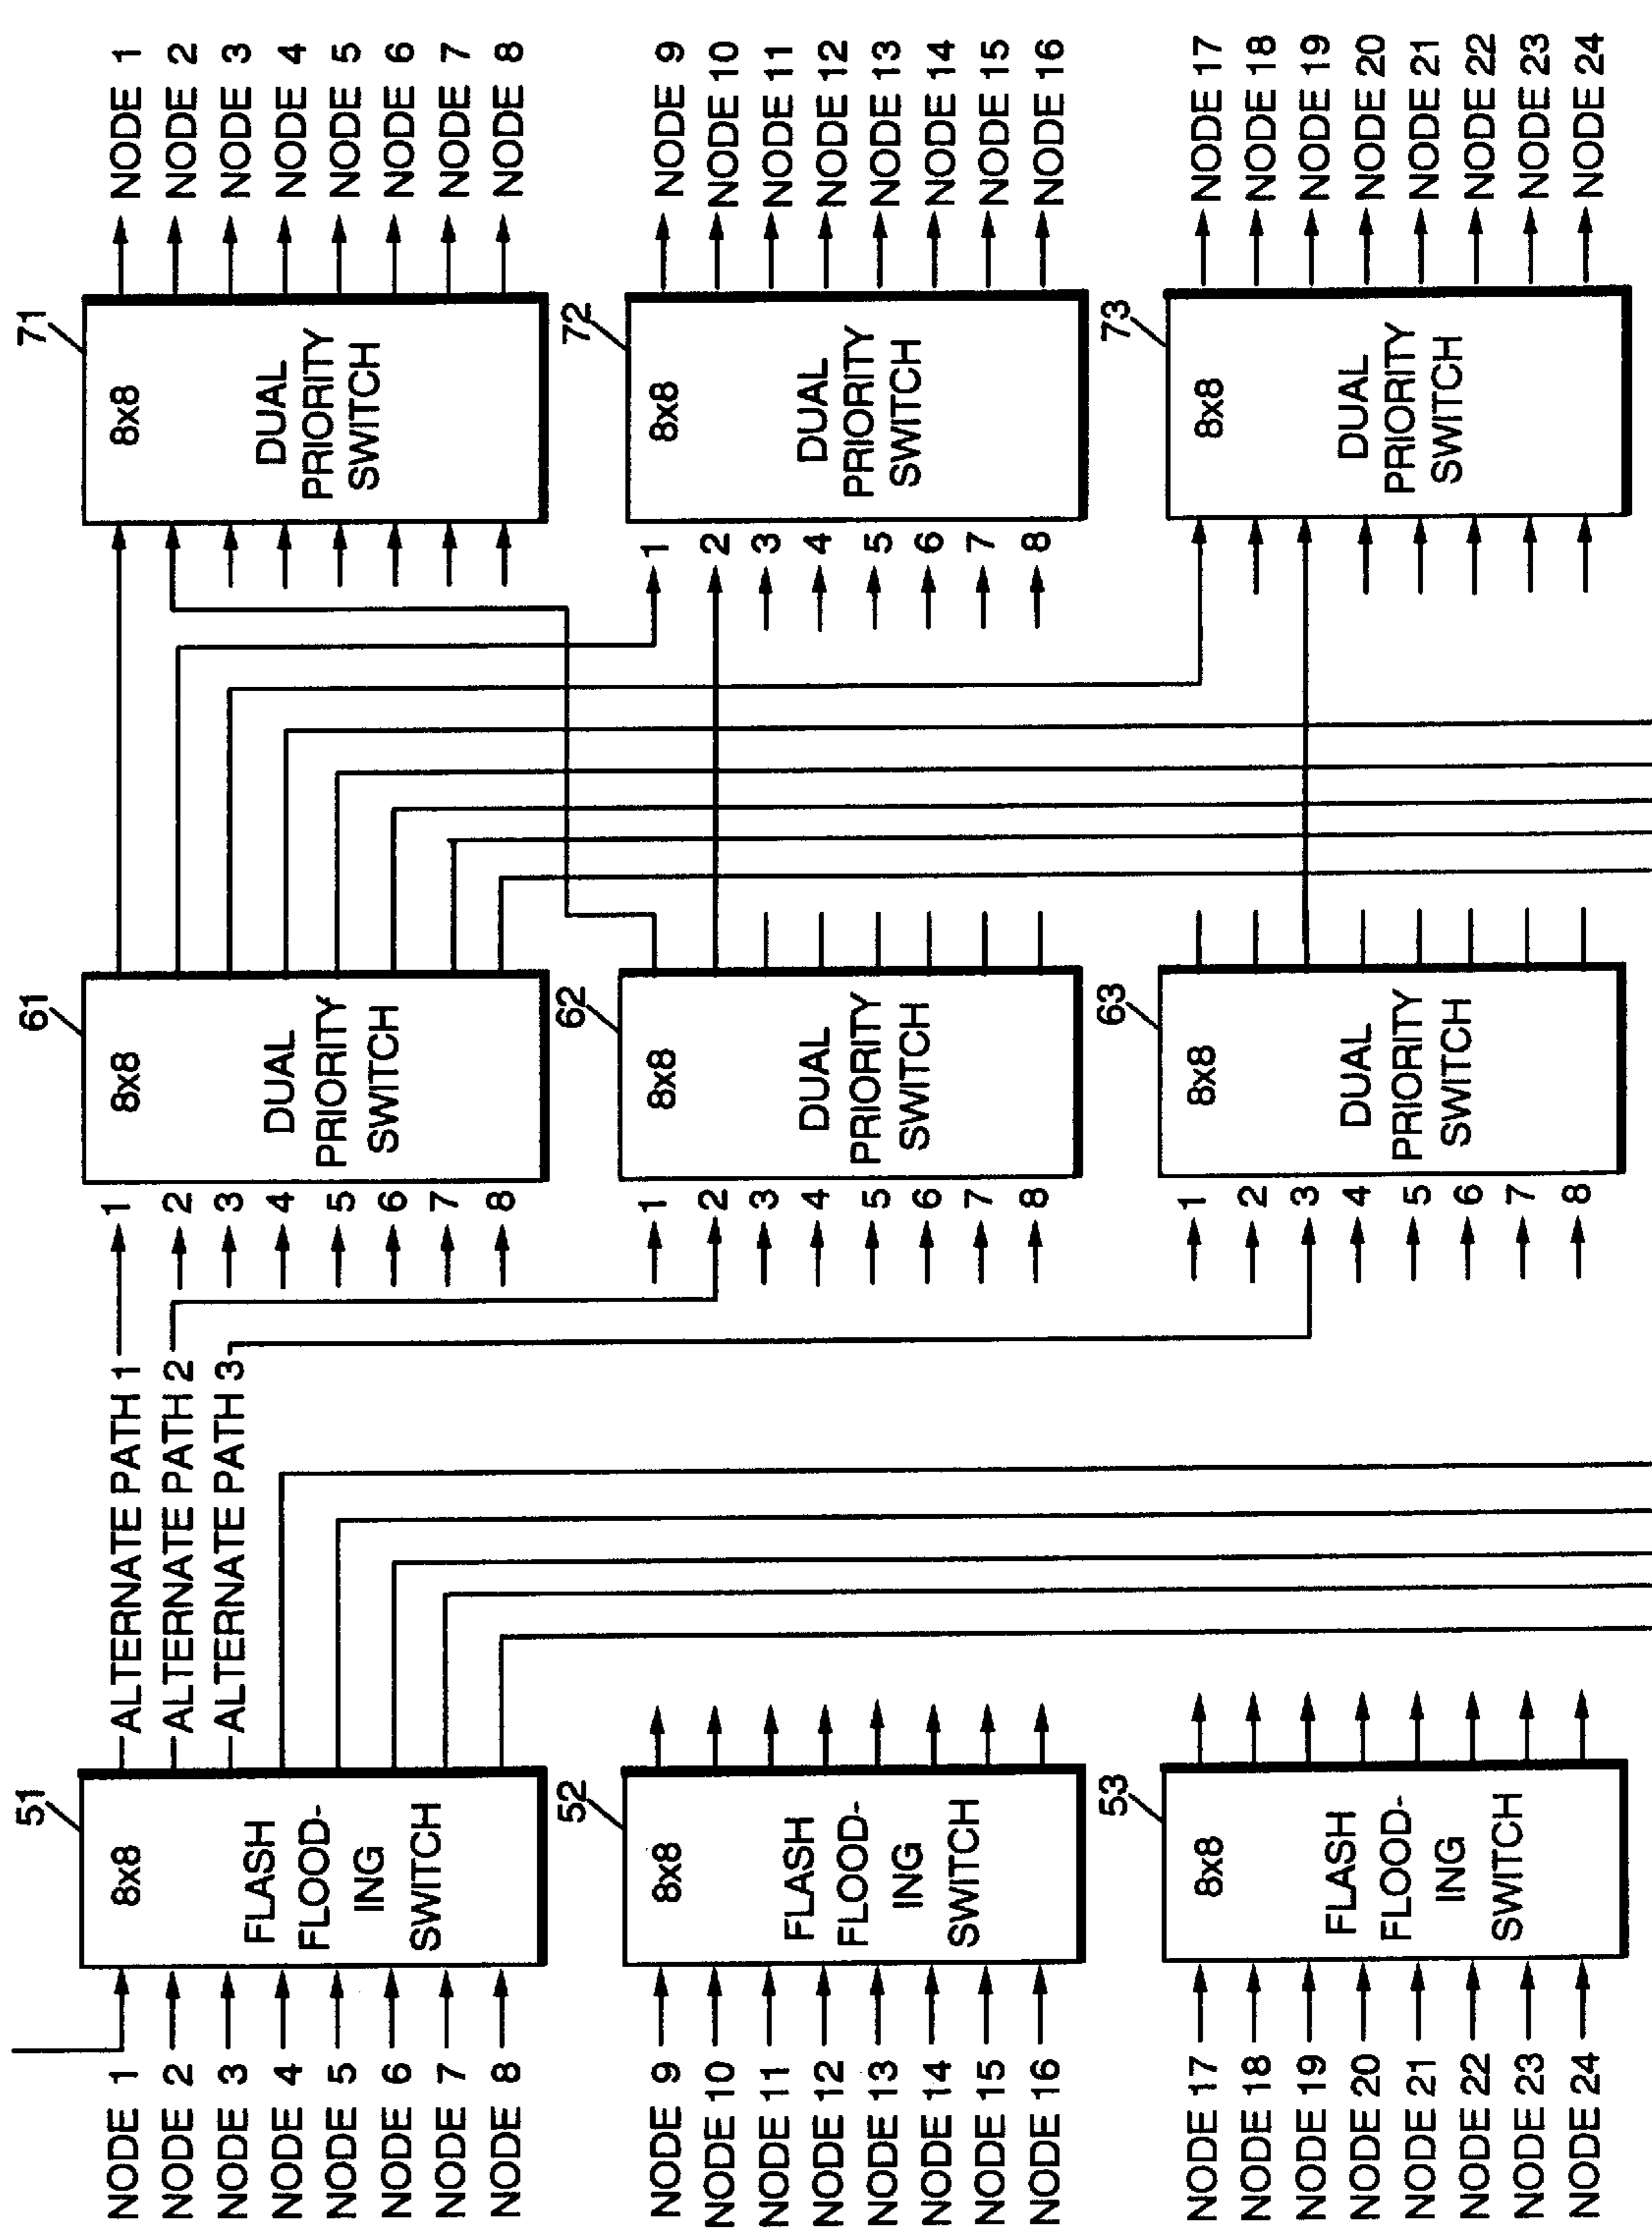 51
8x8
FLASH
FLOOD-
ING
SWITCH
NODE 1
NODE 2
NODE 3
NODE 4
NODE 5
NODE 6
NODE 7
NODE 8
ALTERNATE PATH 1
ALTERNATE PATH 2
ALTERNATE PATH 3
61
8x8
DUAL
PRIORITY
SWITCH
1
2
3
4
5
6
7
8
71
8x8
DUAL
PRIORITY
SWITCH
NODE 1
NODE 2
NODE 3
NODE 4
NODE 5
NODE 6
NODE 7
NODE 8
52
8x8
FLASH
FLOOD-
ING
SWITCH
NODE 9
NODE 10
NODE 11
NODE 12
NODE 13
NODE 14
NODE 15
NODE 16
62
8x8
DUAL
PRIORITY
SWITCH
1
2
3
4
5
6
7
8
72
8x8
DUAL
PRIORITY
SWITCH
1
2
3
4
5
6
7
8
NODE 9
NODE 10
NODE 11
NODE 12
NODE 13
NODE 14
NODE 15
NODE 16
53
8x8
FLASH
FLOOD-
ING
SWITCH
NODE 17
NODE 18
NODE 19
NODE 20
NODE 21
NODE 22
NODE 23
NODE 24
63
8x8
DUAL
PRIORITY
SWITCH
1
2
3
4
5
6
7
8
73
8x8
DUAL
PRIORITY
SWITCH
NODE 17
NODE 18
NODE 19
NODE 20
NODE 21
NODE 22
NODE 23
NODE 24